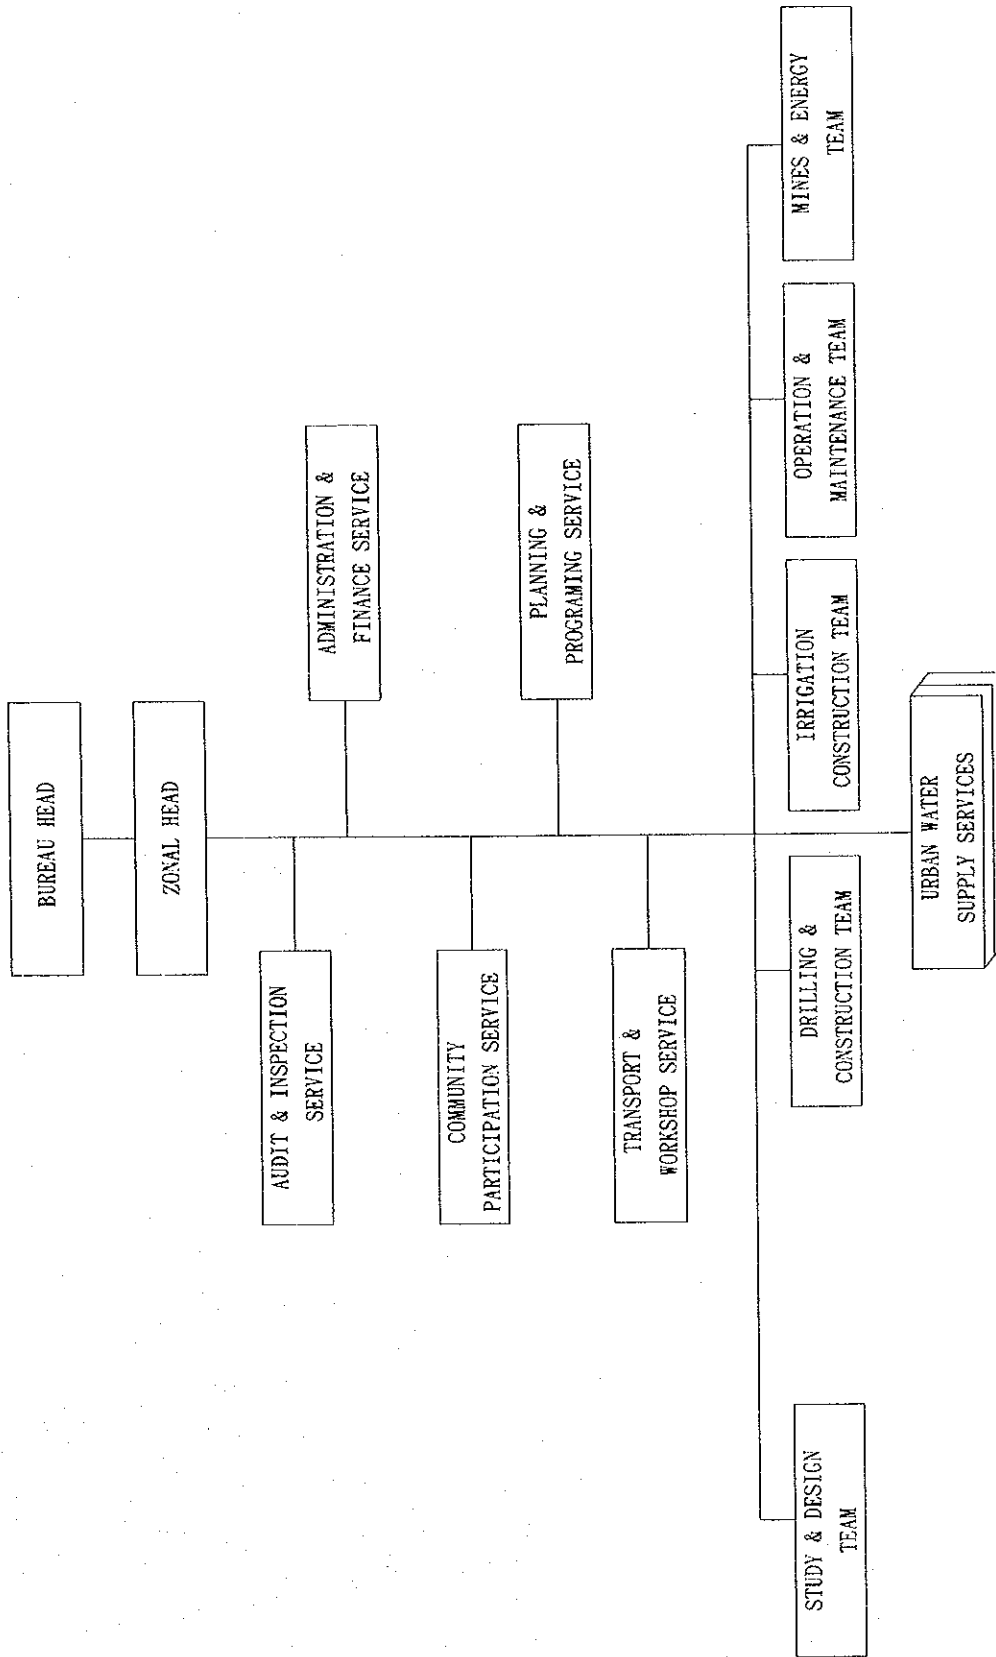 BUREAU HEAD
ZONAL HEAD
AUDIT & INSPECTION
SERVICE
ADMINISTRATION &
FINANCE SERVICE
COMMUNITY
PARTICIPATION SERVICE
PLANNING &
PROGRAMING SERVICE
TRANSPORT &
WORKSHOP SERVICE
STUDY & DESIGN
TEAM
DRILLING &
CONSTRUCTION TEAM
IRRIGATION
CONSTRUCTION TEAM
OPERATION &
MAINTENANCE TEAM
MINES & ENERGY
TEAM
URBAN WATER
SUPPLY SERVICES